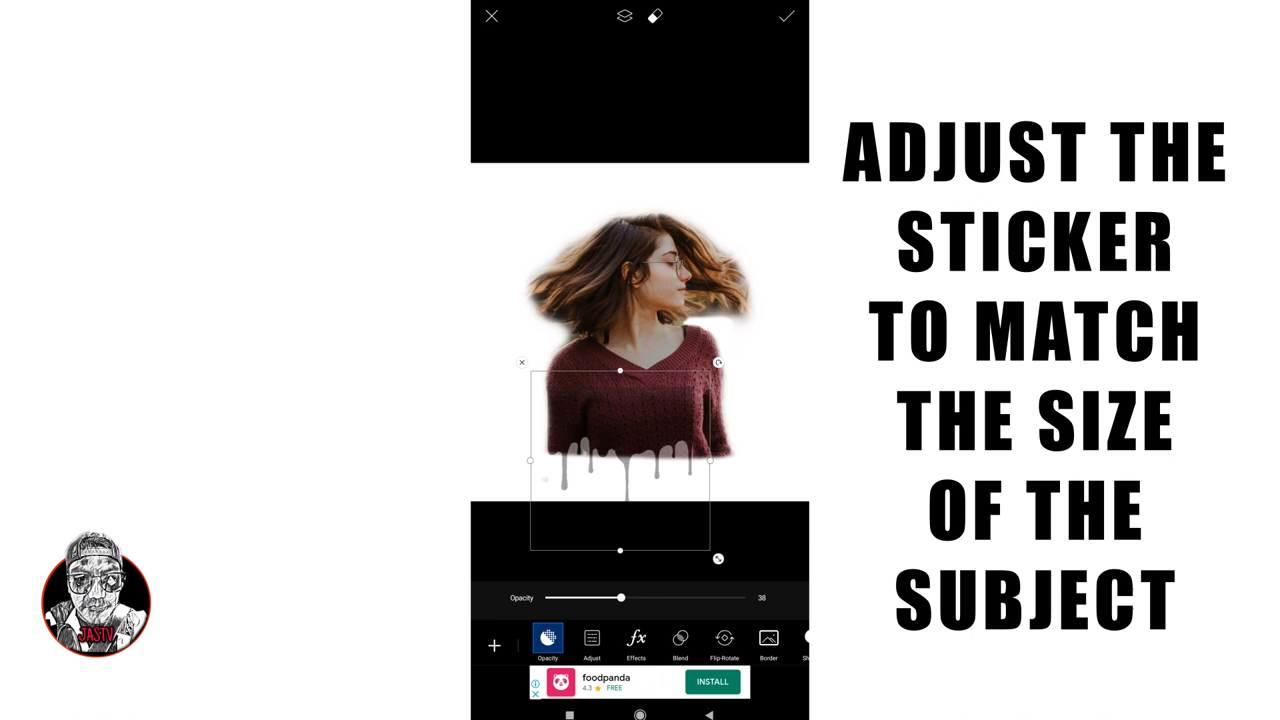 ADJUST THE
STICKER
TO MATCH
THE SIZE
OF THE
SUBJECT
Opacity 38
Opacity Adjust Effects Blend Flip-Rotate Border Sh
foodpanda
4.3 ★ FREE
INSTALL
JASTV